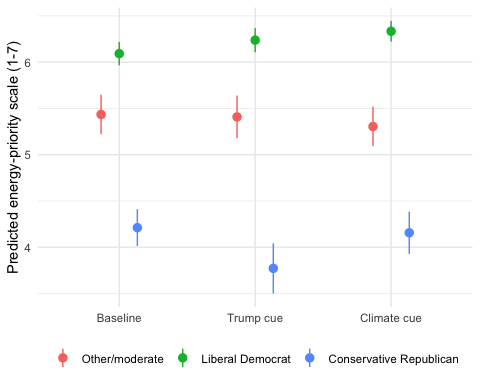 Predicted energy-priority scale (1-7)
6
5
4
Baseline Trump cue Climate cue
Other/moderate Liberal Democrat Conservative Republican